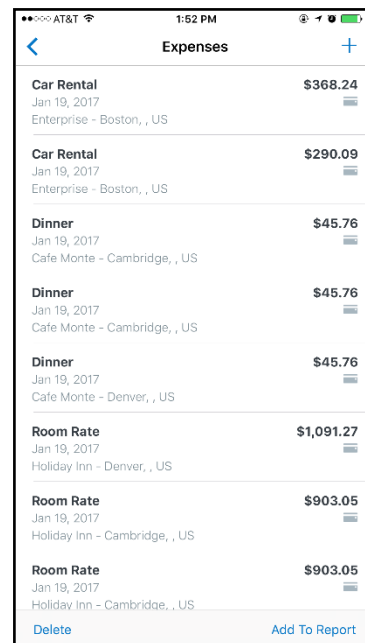 AT&T 1:52 PM
Expenses +
Car Rental $368.24
Jan 19, 2017
Enterprise - Boston, , US
Car Rental $290.09
Jan 19, 2017
Enterprise - Boston, , US
Dinner $45.76
Jan 19, 2017
Cafe Monte - Cambridge, , US
Dinner $45.76
Jan 19, 2017
Cafe Monte - Cambridge, , US
Dinner $45.76
Jan 19, 2017
Cafe Monte - Denver, , US
Room Rate $1,091.27
Jan 19, 2017
Holiday Inn - Denver, , US
Room Rate $903.05
Jan 19, 2017
Holiday Inn - Cambridge, , US
Room Rate $903.05
Jan 19, 2017
Holiday Inn - Cambridge, , US
Delete Add To Report